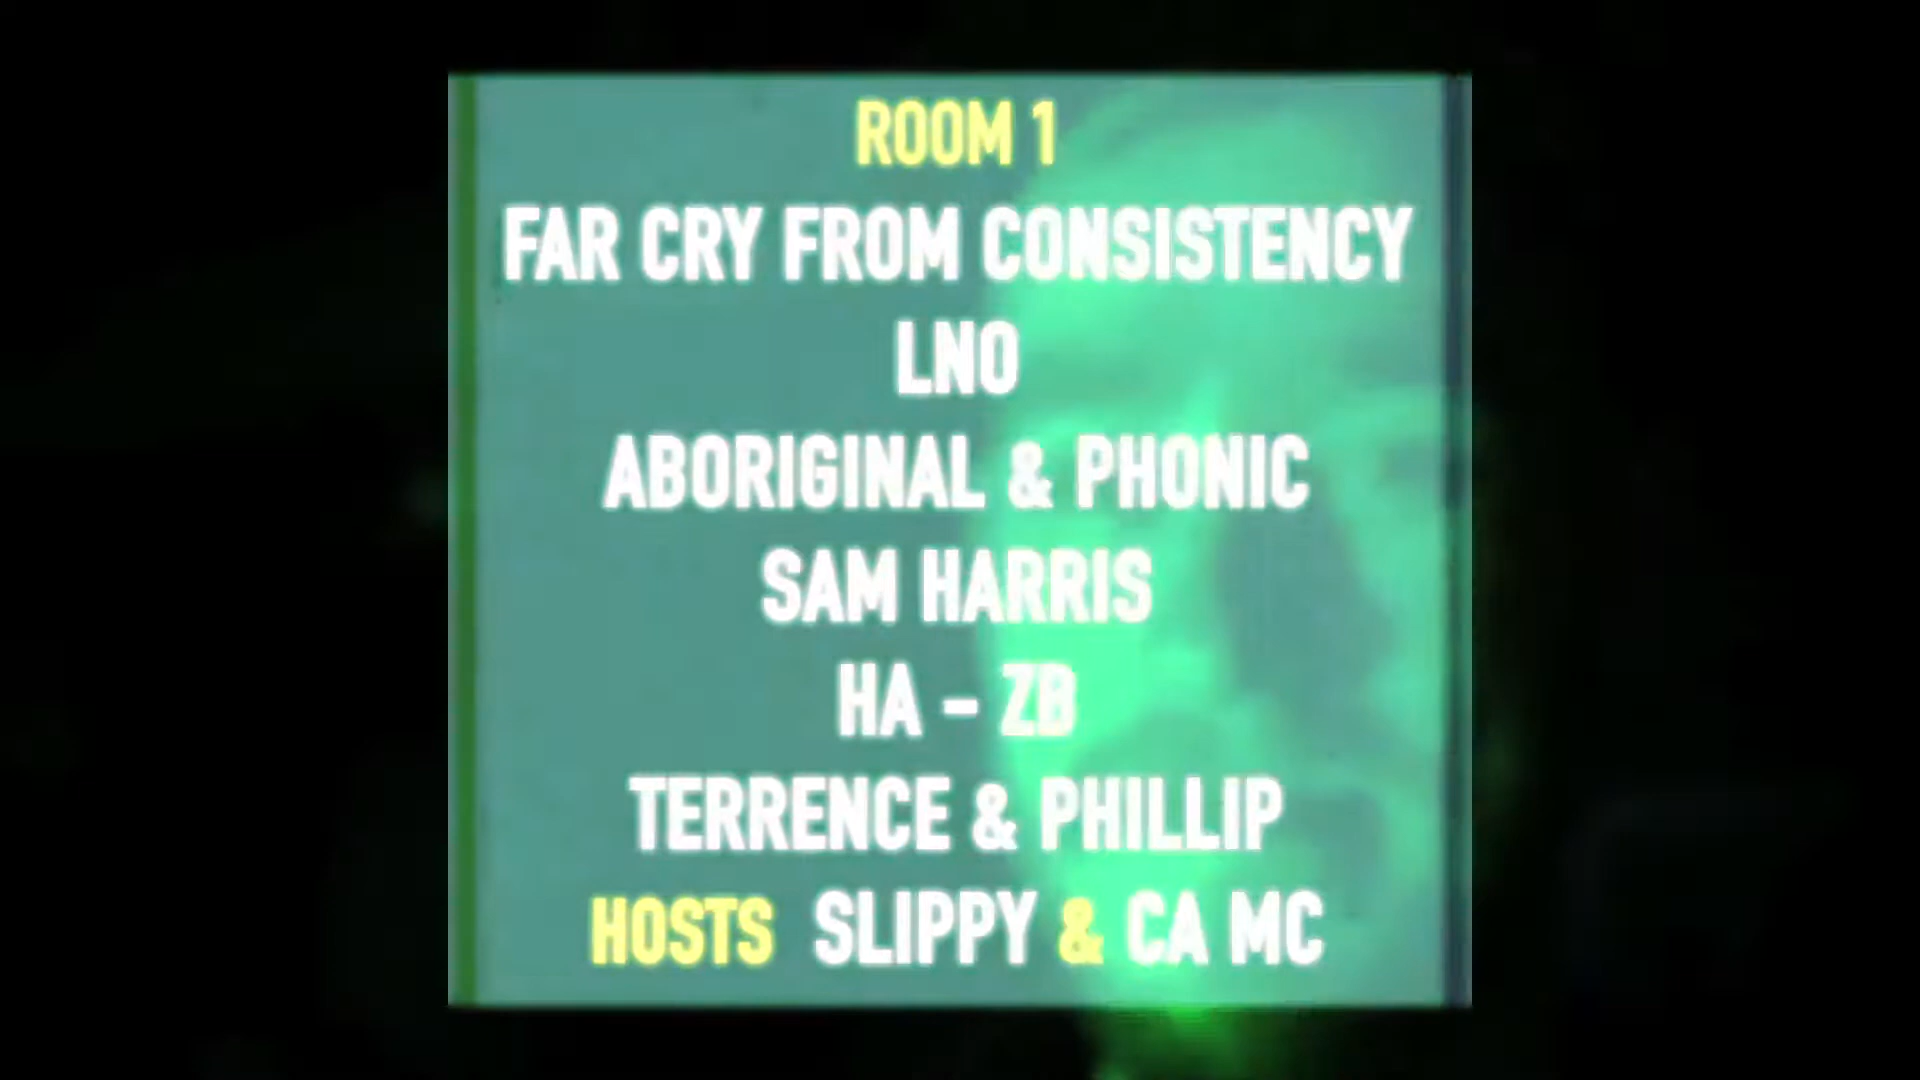 ROOM 1
FAR CRY FROM CONSISTENCY
LNO
ABORIGINAL & PHONIC
SAM HARRIS
HA - ZB
TERRENCE & PHILLIP
HOSTS SLIPPY & CA MC